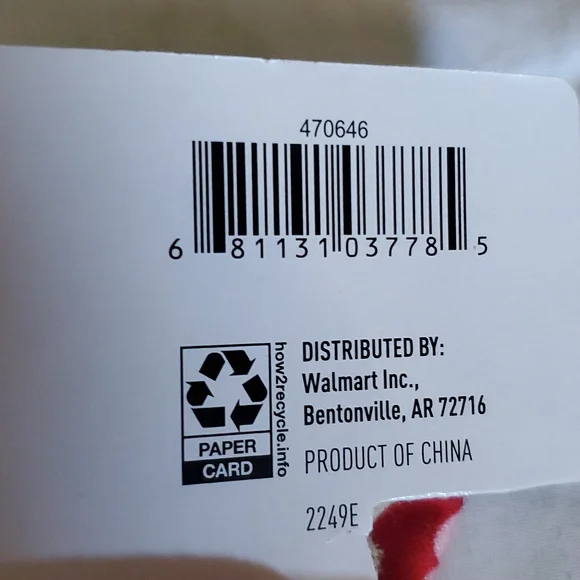 470646
6 81131 03778 5
how2recycle.info
PAPER
CARD
DISTRIBUTED BY:
Walmart Inc.,
Bentonville, AR 72716
PRODUCT OF CHINA
2249E